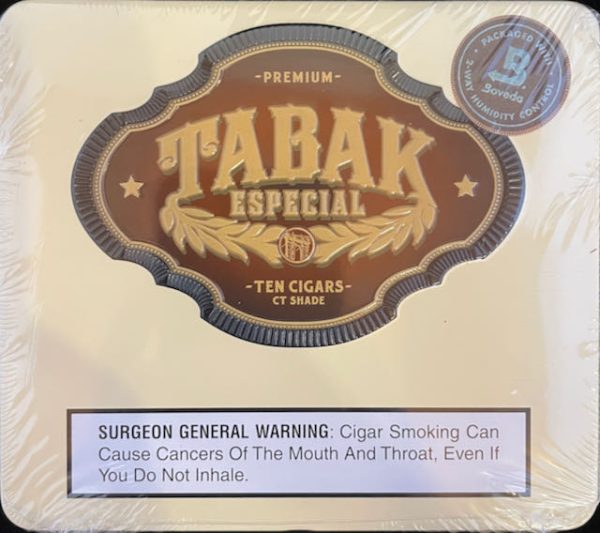 -PREMIUM-
TABAK
ESPECIAL
-TEN CIGARS-
CT SHADE
PACKAGED WITH
B
Boveda
2-WAY HUMIDITY CONTROL
SURGEON GENERAL WARNING: Cigar Smoking Can
Cause Cancers Of The Mouth And Throat, Even If
You Do Not Inhale.